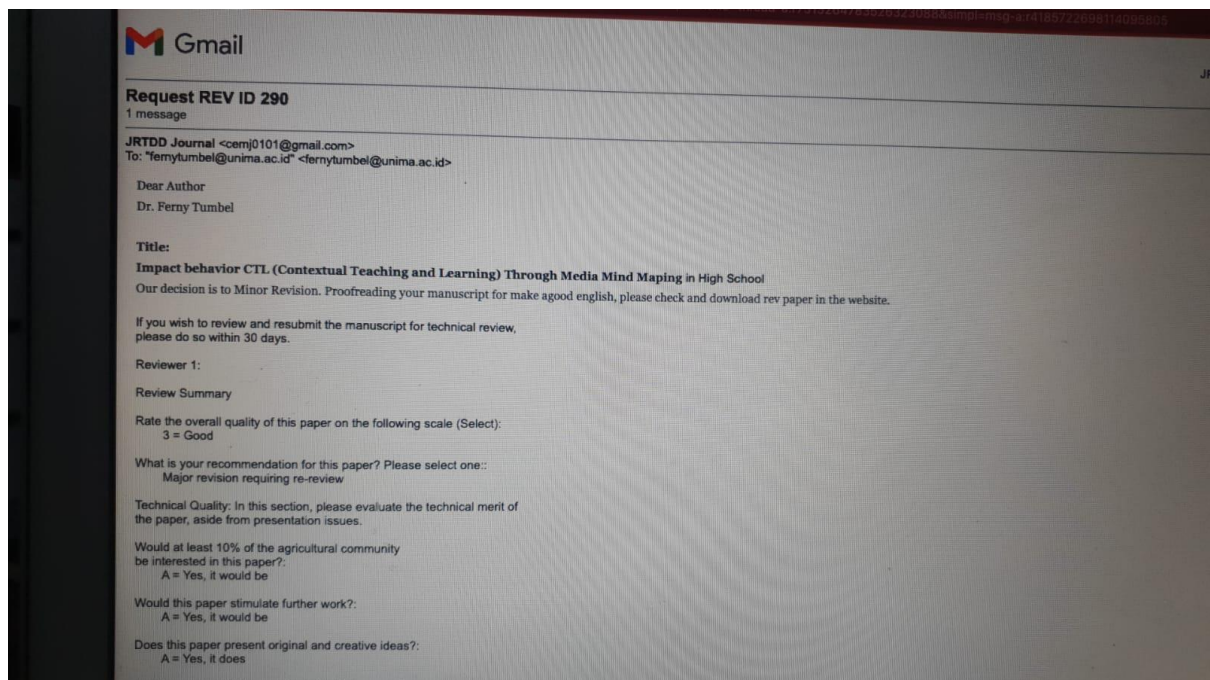 Gmail
Request REV ID 290
1 message
JRTDD Journal <cemj0101@gmail.com>
To: "fernytumbel@unima.ac.id" <fernytumbel@unima.ac.id>
Dear Author
Dr. Ferny Tumbel
Title:
Impact behavior CTL (Contextual Teaching and Learning) Through Media Mind Maping in High School
Our decision is to Minor Revision. Proofreading your manuscript for make agood english, please check and download rev paper in the website.
If you wish to review and resubmit the manuscript for technical review,
please do so within 30 days.
Reviewer 1:
Review Summary
Rate the overall quality of this paper on the following scale (Select):
3 = Good
What is your recommendation for this paper? Please select one::
Major revision requiring re-review
Technical Quality: In this section, please evaluate the technical merit of
the paper, aside from presentation issues.
Would at least 10% of the agricultural community
be interested in this paper?:
A = Yes, it would be
Would this paper stimulate further work?:
A = Yes, it would be
Does this paper present original and creative ideas?:
A = Yes, it does